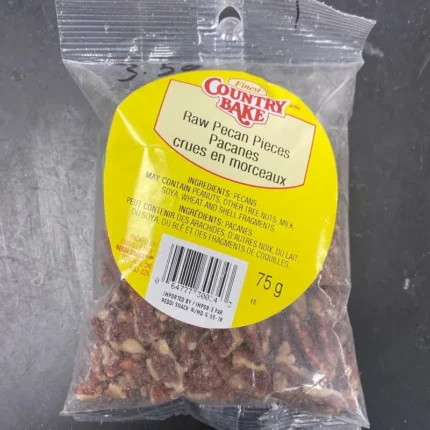 3.50
Finest
COUNTRY
BAKE
Raw Pecan Pieces
Pacanes
crues en morceaux
INGREDIENTS: PECANS
MAY CONTAIN PEANUTS, OTHER TREE NUTS, MILK,
SOYA, WHEAT AND SHELL FRAGMENTS.
INGRÉDIENTS: PACANES.
PEUT CONTENIR DES ARACHIDES, D'AUTRES NOIX, DU LAIT,
DU SOYA, DU BLÉ ET DES FRAGMENTS DE COQUILLES.
75 g
IMPORTED BY / IMPORTÉ PAR